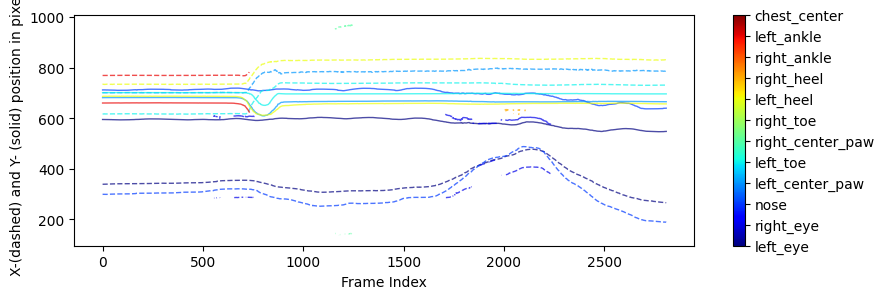 X-(dashed) and Y- (solid) position in pixe
1000
800
600
400
200
0
500
1000
1500
2000
2500
Frame Index
chest_center
left_ankle
right_ankle
right_heel
left_heel
right_toe
right_center_paw
left_toe
left_center_paw
nose
right_eye
left_eye